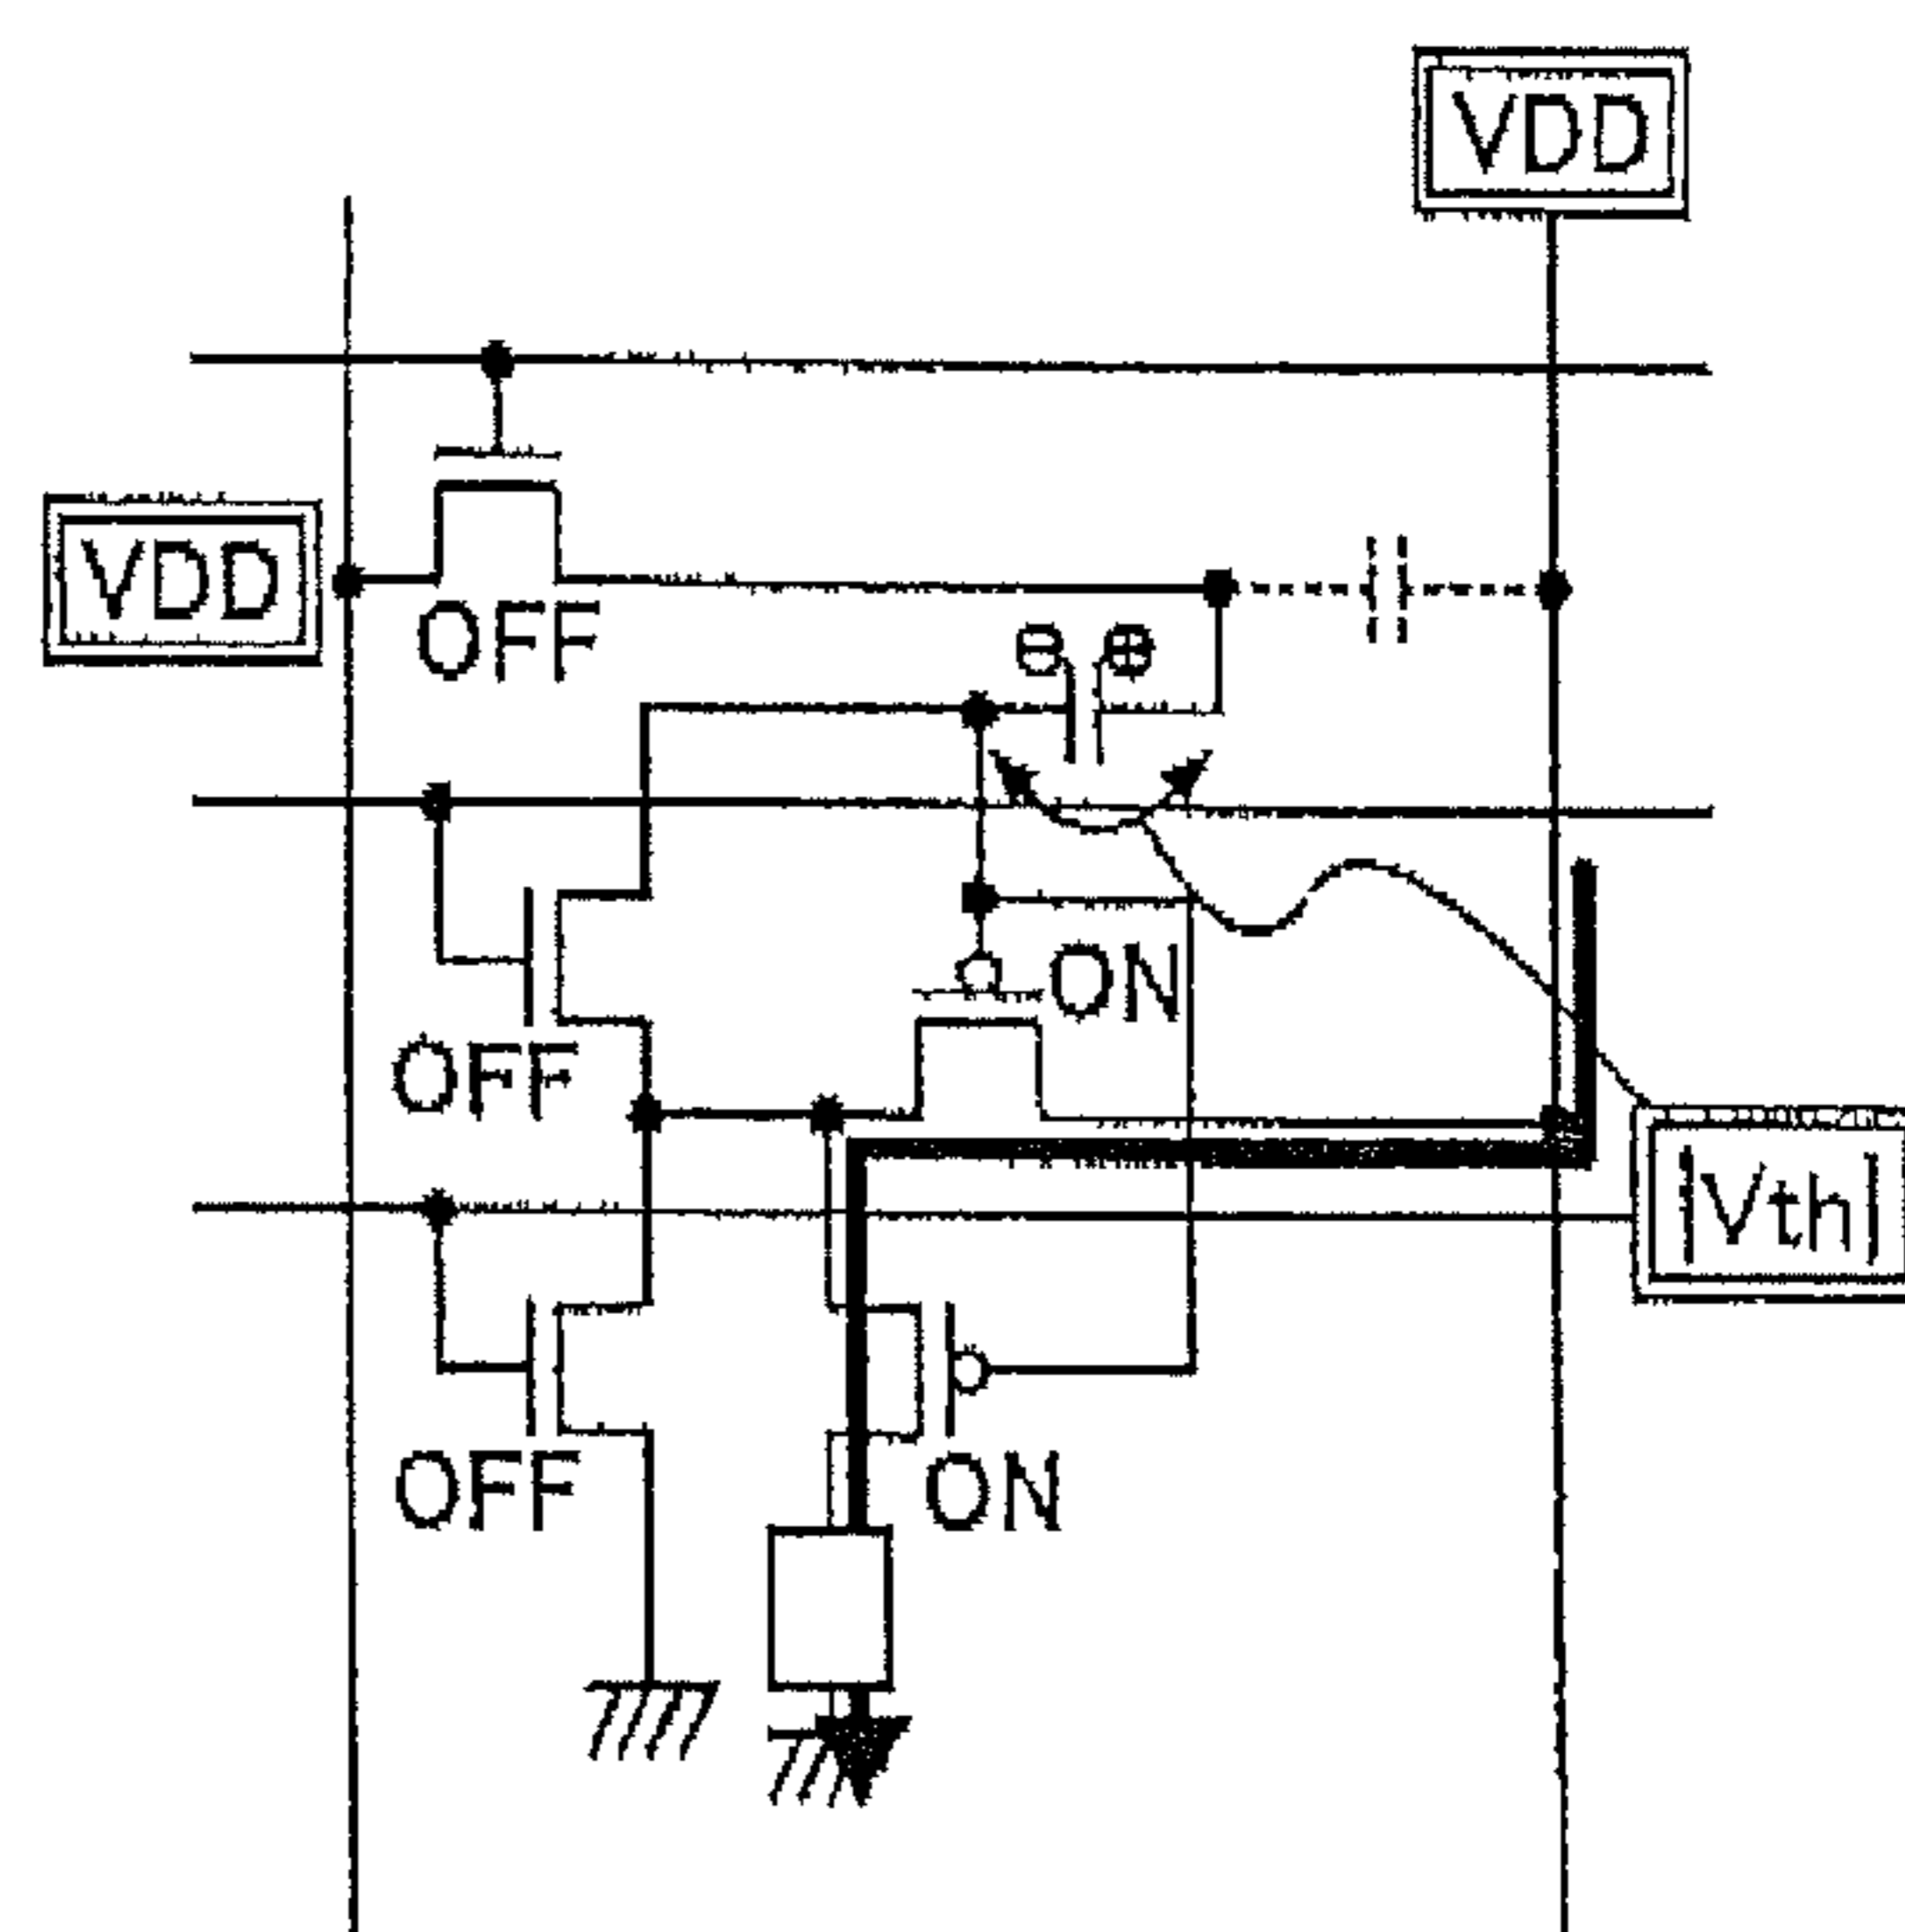 VDD
VDD
OFF
⊖ ⊕
ON
OFF
|Vth|
OFF
ON